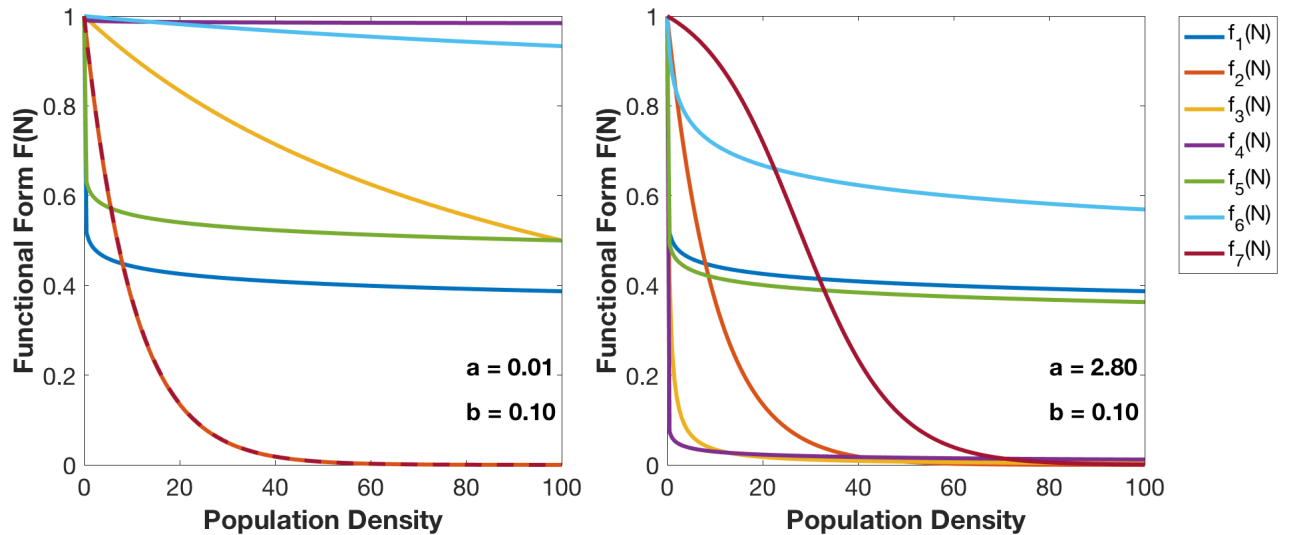 Functional Form F(N)
1
0.8
0.6
0.4
0.2
0
0 20 40 60 80 100
Population Density
a = 0.01
b = 0.10
Functional Form F(N)
1
0.8
0.6
0.4
0.2
0
0 20 40 60 80 100
Population Density
a = 2.80
b = 0.10
f1(N)
f2(N)
f3(N)
f4(N)
f5(N)
f6(N)
f7(N)